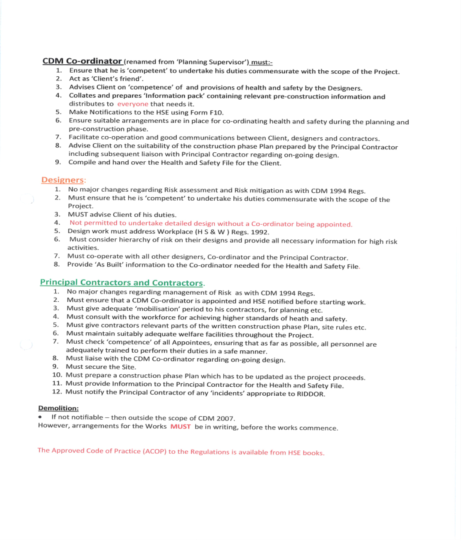 CDM Co-ordinator (renamed from 'Planning Supervisor') must:-
1. Ensure that he is 'competent' to undertake his duties commensurate with the scope of the Project.
2. Act as 'Client's friend'.
3. Advises Client on 'competence' of and provisions of health and safety by the Designers.
4. Collates and prepares 'Information pack' containing relevant pre-construction information and
distributes to everyone that needs it.
5. Make Notifications to the HSE using Form F10.
6. Ensure suitable arrangements are in place for co-ordinating health and safety during the planning and
pre-construction phase.
7. Facilitate co-operation and good communications between Client, designers and contractors.
8. Advise Client on the suitability of the construction phase Plan prepared by the Principal Contractor
including subsequent liaison with Principal Contractor regarding on-going design.
9. Compile and hand over the Health and Safety File for the Client.
Designers:
1. No major changes regarding Risk assessment and Risk mitigation as with CDM 1994 Regs.
2. Must ensure that he is 'competent' to undertake his duties commensurate with the scope of the
Project.
3. MUST advise Client of his duties.
4. Not permitted to undertake detailed design without a Co-ordinator being appointed.
5. Design work must address Workplace (H S & W ) Regs. 1992.
6. Must consider hierarchy of risk on their designs and provide all necessary information for high risk
activities.
7. Must co-operate with all other designers, Co-ordinator and the Principal Contractor.
8. Provide 'As Built' information to the Co-ordinator needed for the Health and Safety File.
Principal Contractors and Contractors.
1. No major changes regarding management of Risk as with CDM 1994 Regs.
2. Must ensure that a CDM Co-ordinator is appointed and HSE notified before starting work.
3. Must give adequate 'mobilisation' period to his contractors, for planning etc.
4. Must consult with the workforce for achieving higher standards of health and safety.
5. Must give contractors relevant parts of the written construction phase Plan, site rules etc.
6. Must maintain suitably adequate welfare facilities throughout the Project.
7. Must check 'competence' of all Appointees, ensuring that as far as possible, all personnel are
adequately trained to perform their duties in a safe manner.
8. Must liaise with the CDM Co-ordinator regarding on-going design.
9. Must secure the Site.
10. Must prepare a construction phase Plan which has to be updated as the project proceeds.
11. Must provide Information to the Principal Contractor for the Health and Safety File.
12. Must notify the Principal Contractor of any 'incidents' appropriate to RIDDOR.
Demolition:
• If not notifiable – then outside the scope of CDM 2007.
However, arrangements for the Works MUST be in writing, before the works commence.
The Approved Code of Practice (ACOP) to the Regulations is available from HSE books.